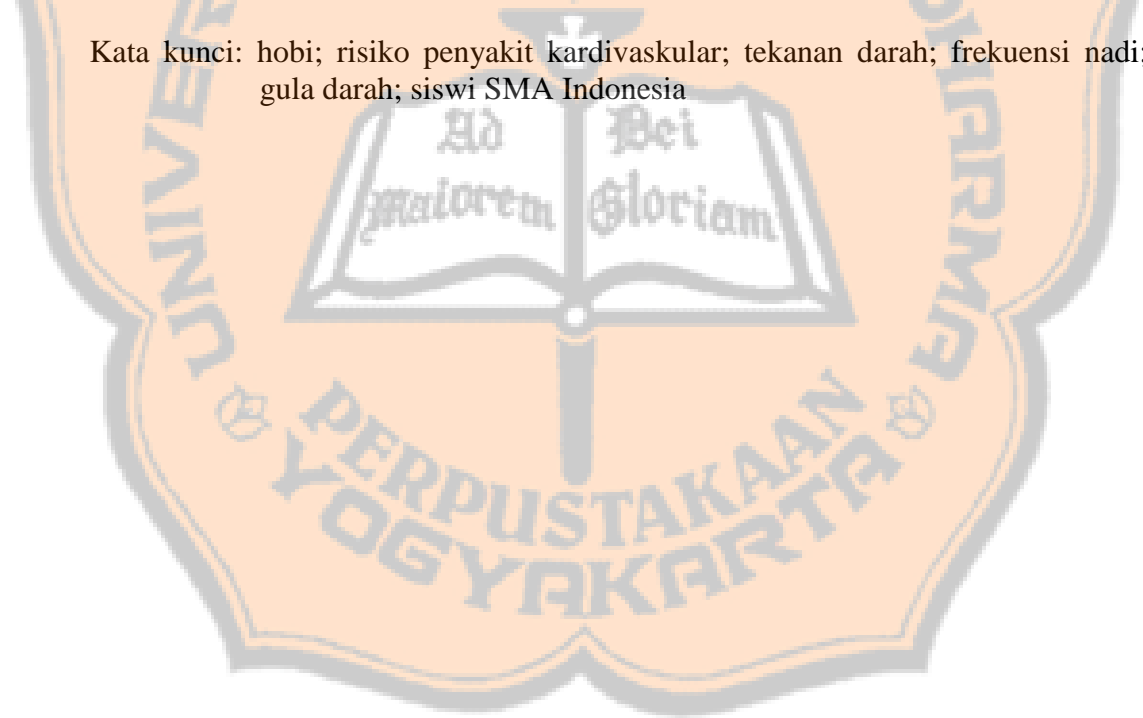 Kata kunci: hobi; risiko penyakit kardivaskular; tekanan darah; frekuensi nadi;
gula darah; siswi SMA Indonesia
Ad Dei
Maiorem Gloriam
PERPUSTAKAAN
YOGYAKARTA